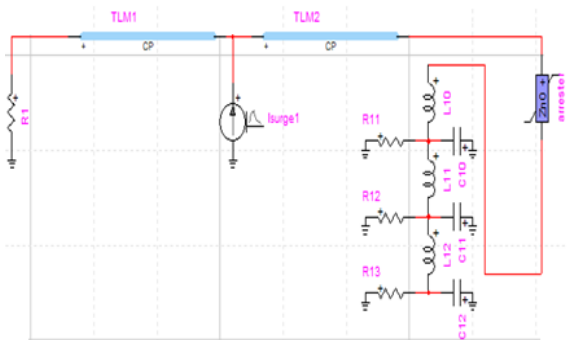 TLM1
TLM2
+
CP
+
CP
+
R1
+
Isurge1
ZnO +
arrester
+
L10
R11
+
C10
+
L11
R12
+
C11
+
L12
R13
+
C12